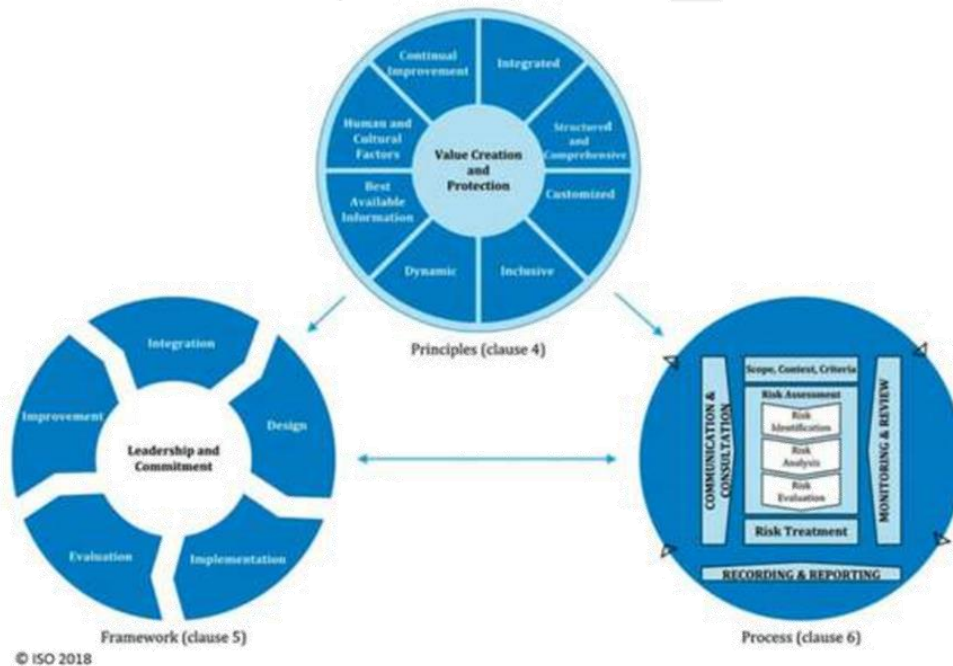 Continual
Improvement
Integrated
Human and
Cultural
Factors
Structured
and
Comprehensive
Value Creation
and
Protection
Best
Available
Information
Customized
Dynamic
Inclusive
Principles (clause 4)
Integration
Improvement
Design
Leadership and
Commitment
Evaluation
Implementation
Framework (clause 5)
Scope, Context, Criteria
Risk Assessment
Risk
Identification
Risk
Analysis
Risk
Evaluation
Risk Treatment
COMMUNICATION &
CONSULTATION
MONITORING & REVIEW
RECORDING & REPORTING
Process (clause 6)
© ISO 2018